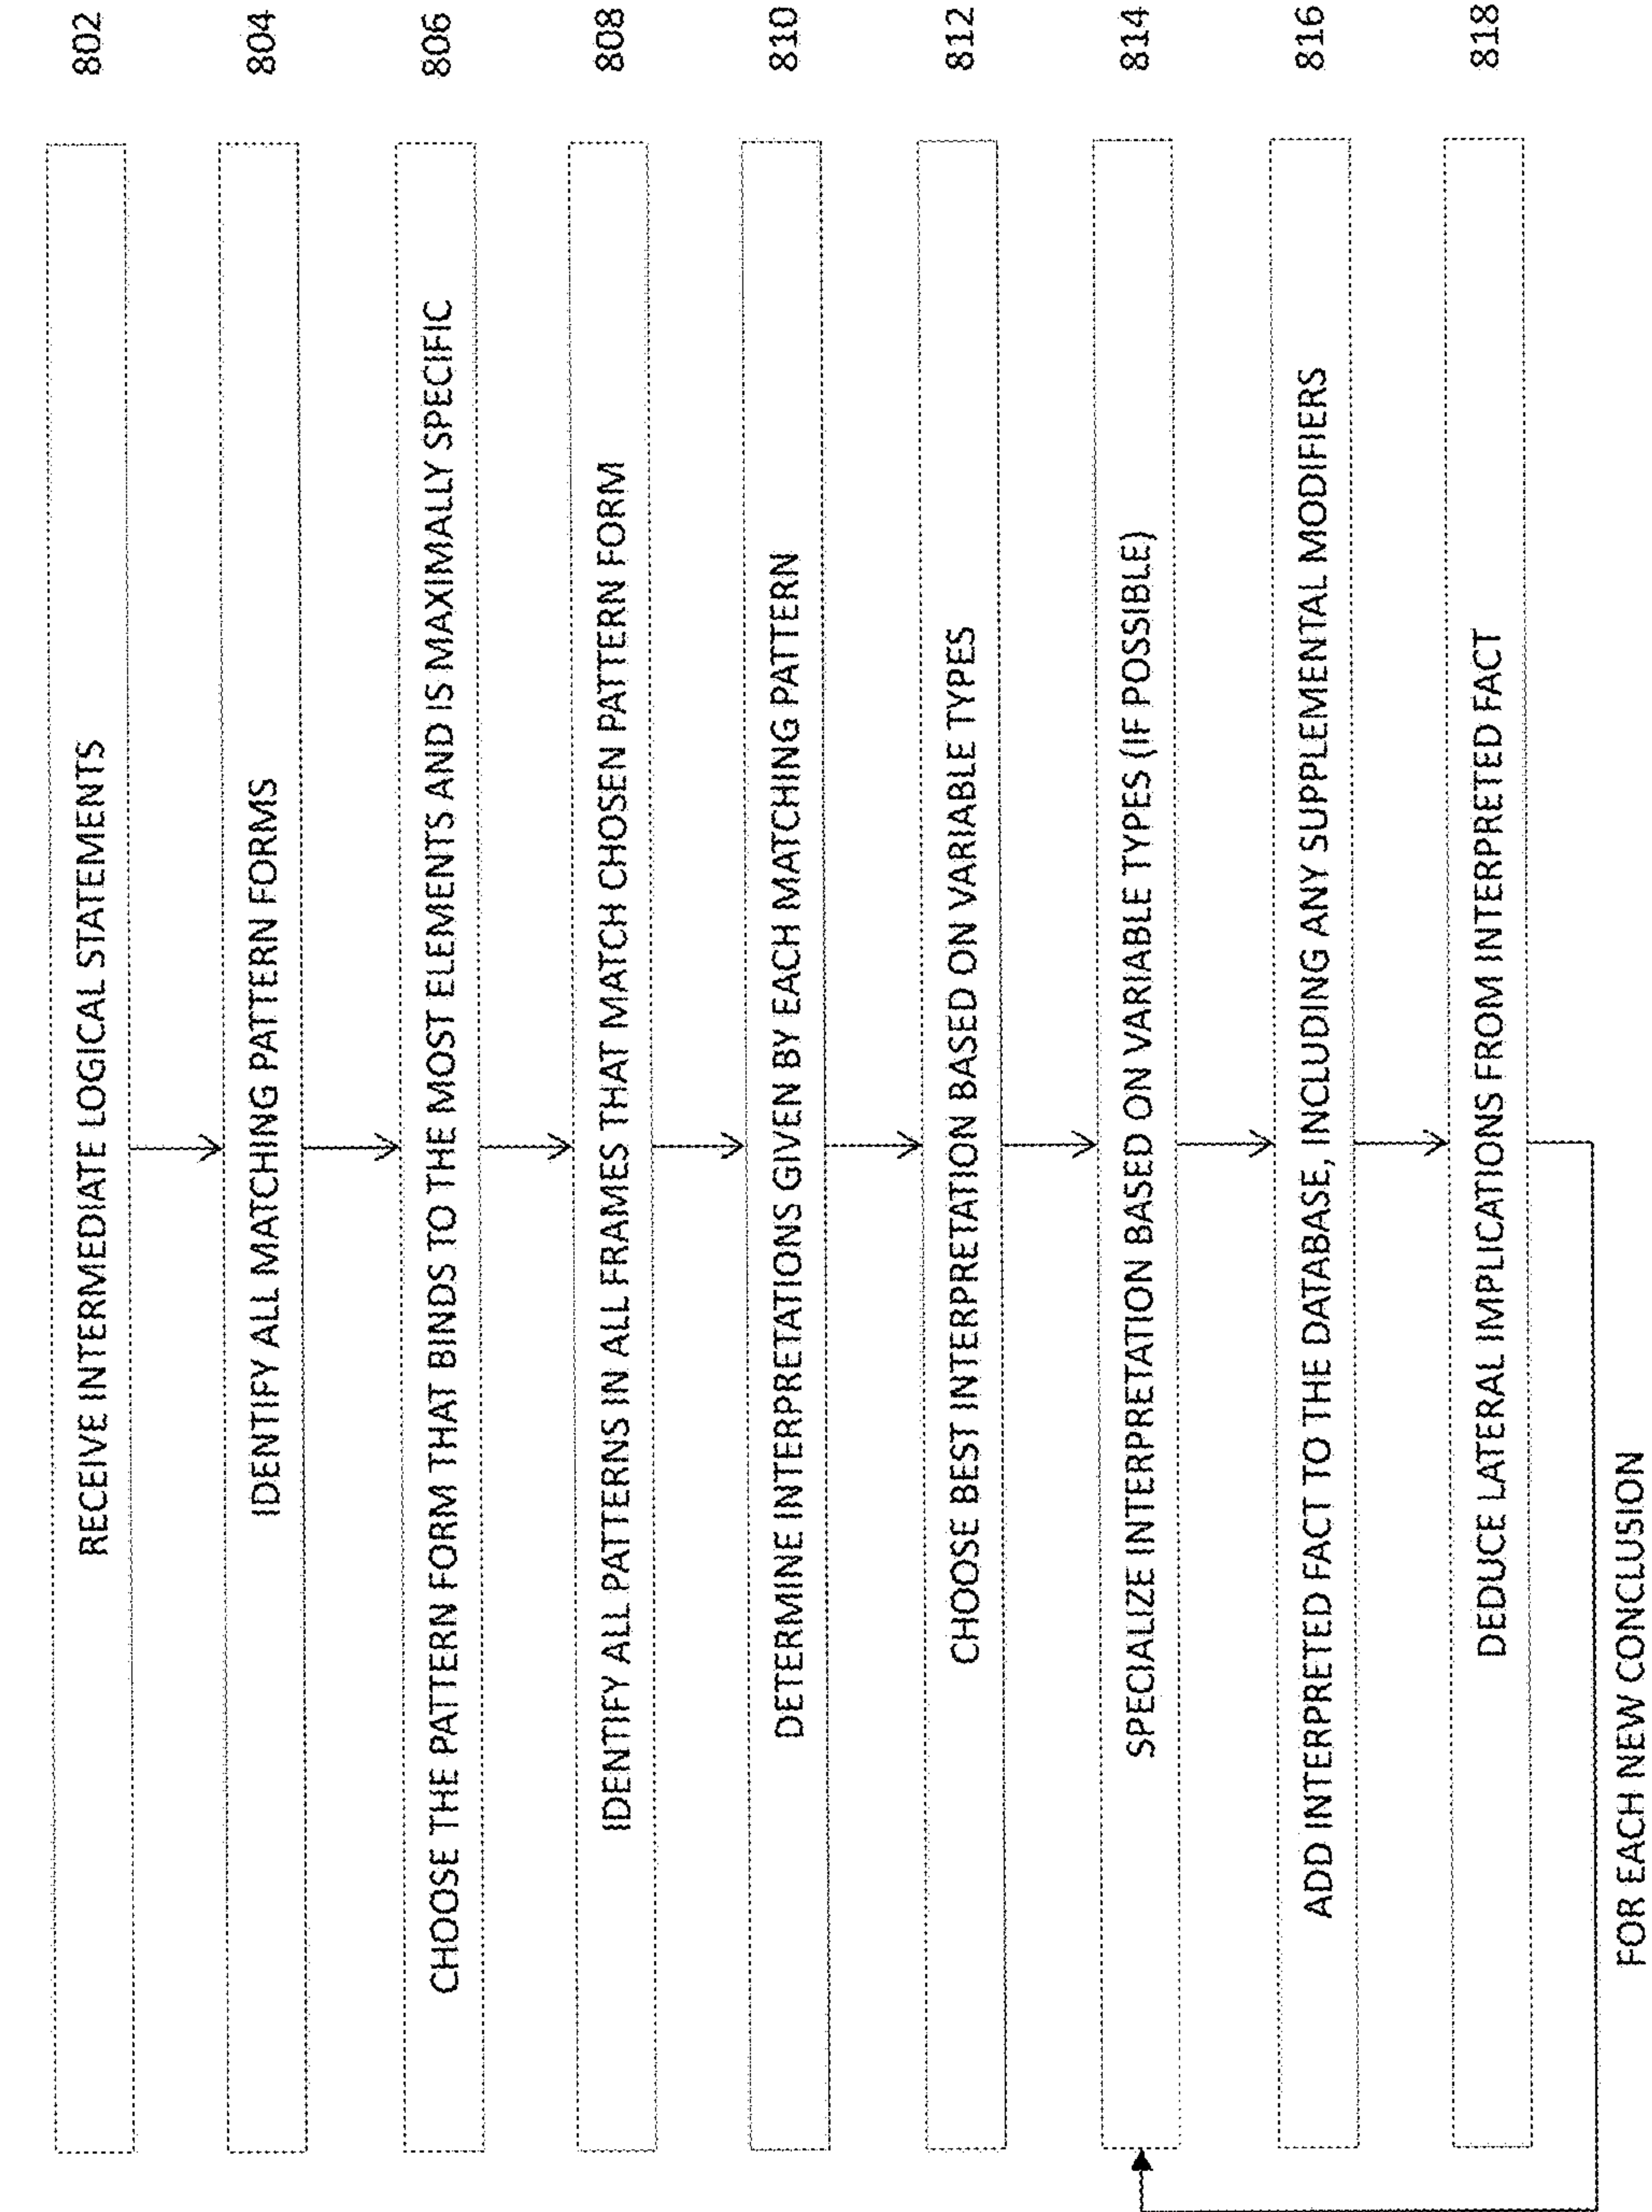 RECEIVE INTERMEDIATE LOGICAL STATEMENTS
802
IDENTIFY ALL MATCHING PATTERN FORMS
804
CHOOSE THE PATTERN FORM THAT BINDS TO THE MOST ELEMENTS AND IS MAXIMALLY SPECIFIC
806
IDENTIFY ALL PATTERNS IN ALL FRAMES THAT MATCH CHOSEN PATTERN FORM
808
DETERMINE INTERPRETATIONS GIVEN BY EACH MATCHING PATTERN
810
CHOOSE BEST INTERPRETATION BASED ON VARIABLE TYPES
812
SPECIALIZE INTERPRETATION BASED ON VARIABLE TYPES (IF POSSIBLE)
814
ADD INTERPRETED FACT TO THE DATABASE, INCLUDING ANY SUPPLEMENTAL MODIFIERS
816
DEDUCE LATERAL IMPLICATIONS FROM INTERPRETED FACT
818
FOR EACH NEW CONCLUSION